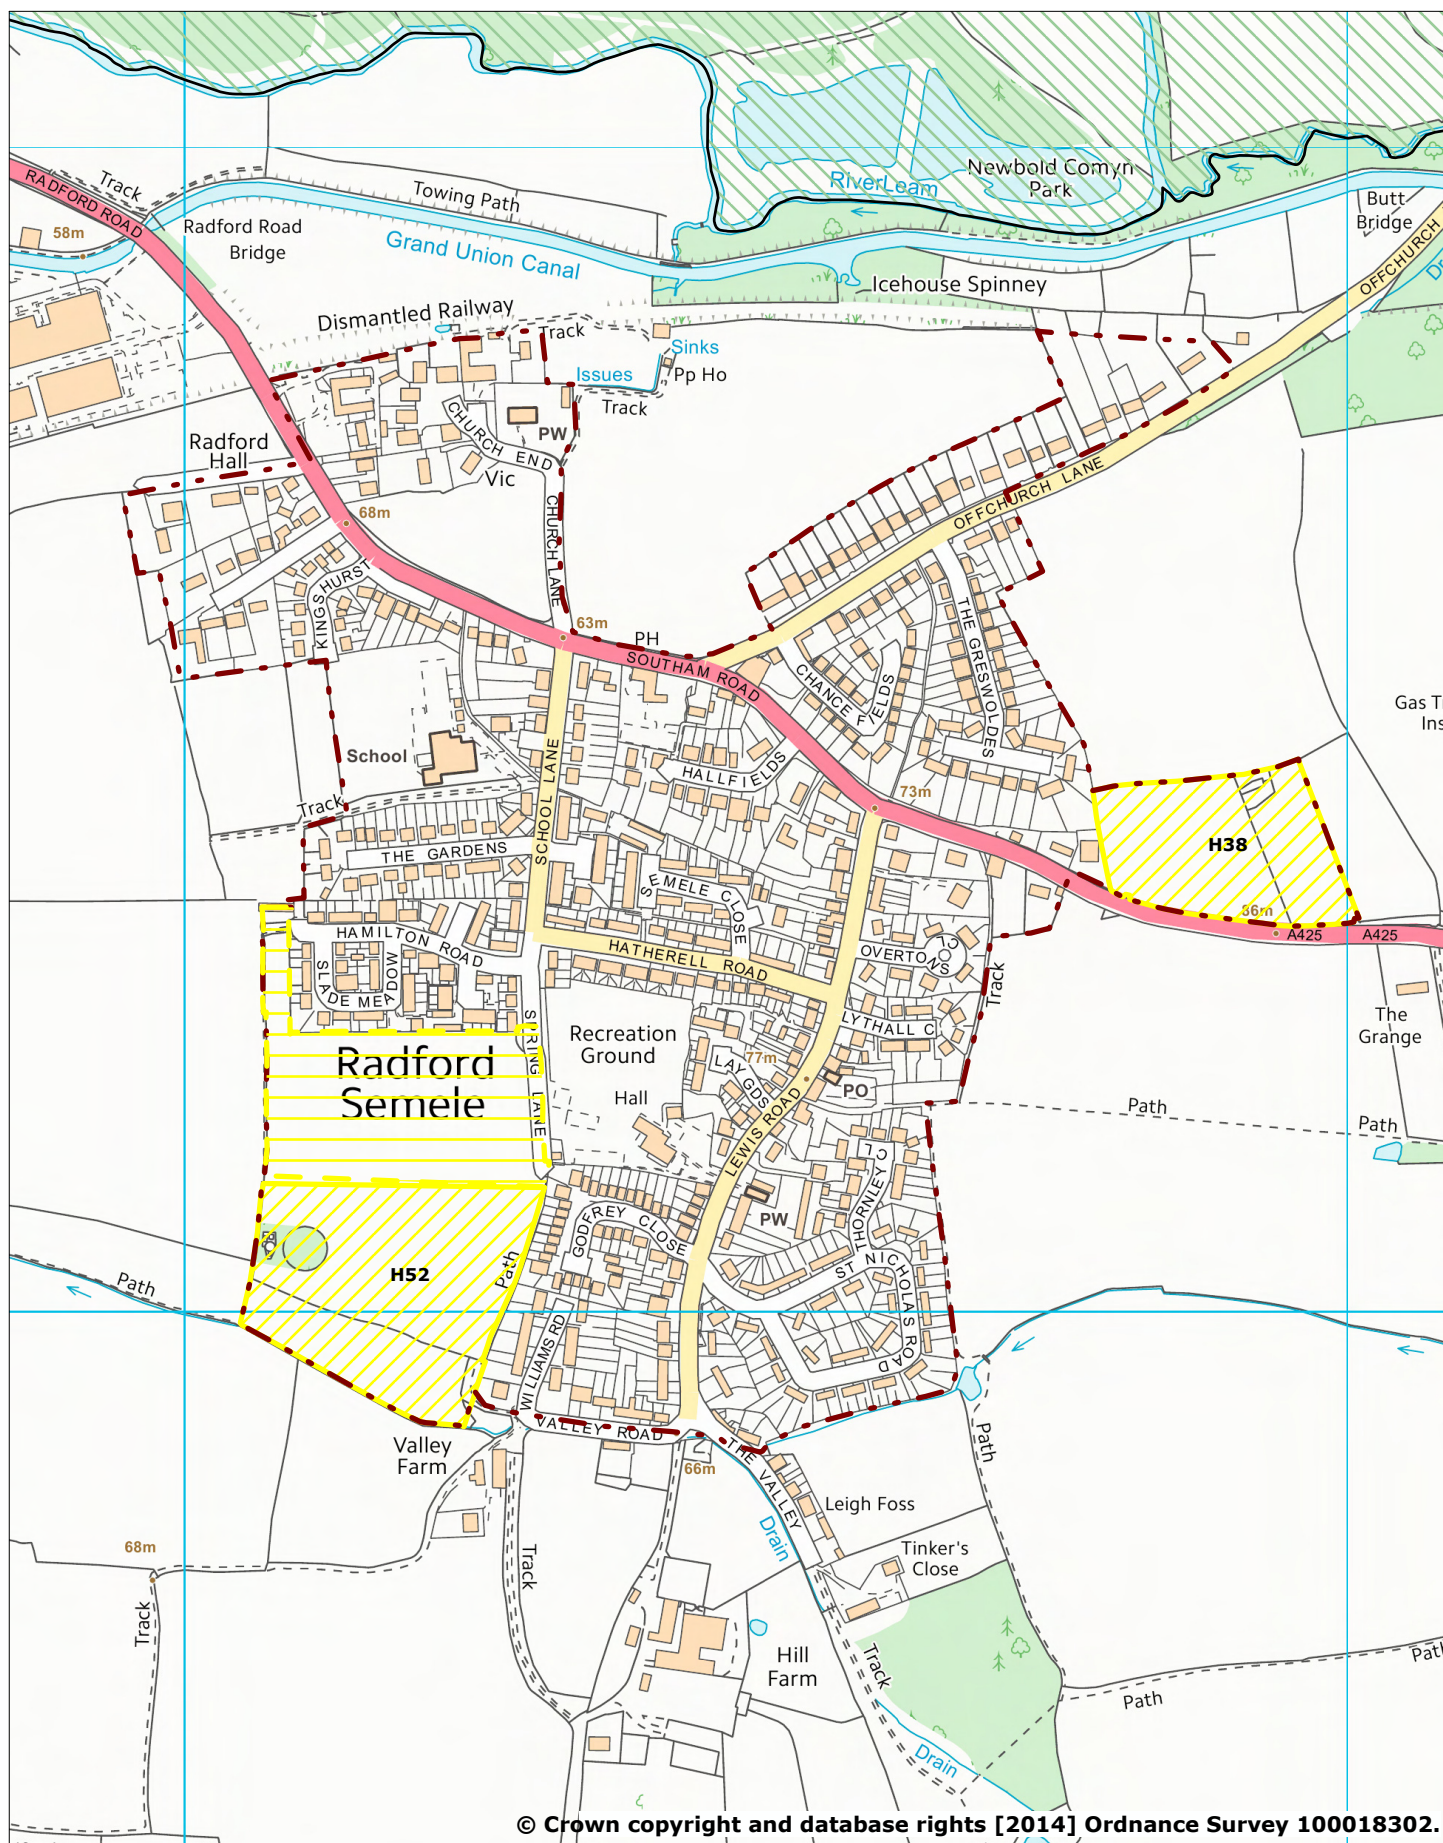 Newbold Comyn
Park
RiverLeam
Track
RADFORD ROAD
Towing Path
58m
Radford Road
Bridge
Grand Union Canal
Butt
Bridge
OFFCHURCH
Icehouse Spinney
Dismantled Railway
Track
Sinks
Issues
Pp Ho
Track
CHURCH END
PW
Radford
Hall
Vic
OFFCHURCH LANE
68m
CHURCH LANE
KINGSHURST
63m
PH
SOUTHAM ROAD
THE GRESWOLDES
CHANCE FIELDS
School
HALLFIELDS
SCHOOL LANE
Track
73m
H38
THE GARDENS
SEMELE CLOSE
86m
A425
A425
HAMILTON ROAD
HATHERELL ROAD
OVERTONS
CL
SLADE MEADOW
Track
SPRING LANE
LYTHALL C
Recreation
Ground
The
Grange
Radford
Semele
77m
LAYGDS
PO
Hall
LEWIS ROAD
Path
Path
THORNLEY CL
PW
GODFREY CLOSE
ST NICHOLAS ROAD
H52
Path
Path
WILLIAMS RD
VALLEY ROAD
Valley
Farm
66m
THE VALLEY
Path
Leigh Foss
Drain
68m
Track
Tinker's
Close
Track
Hill
Farm
Track
Path
Path
Drain
© Crown copyright and database rights [2014] Ordnance Survey 100018302.